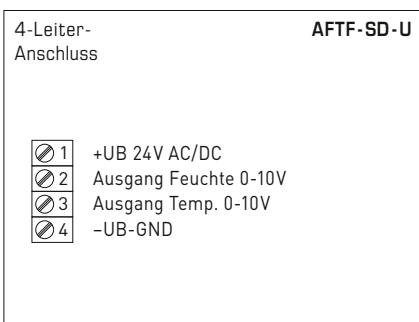 4-Leiter-
Anschluss
AFTF-SD-U
1 +UB 24V AC/DC
2 Ausgang Feuchte 0-10V
3 Ausgang Temp. 0-10V
4 –UB-GND